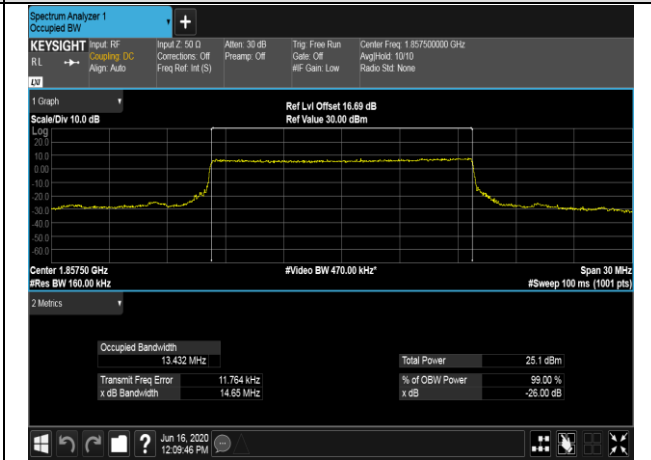 Spectrum Analyzer 1
Occupied BW
+
KEYSIGHT
RL
LXI
Input: RF
Coupling: DC
Align: Auto
Input Z: 50 Ω
Corrections: Off
Freq Ref: Int (S)
Atten: 30 dB
Preamp: Off
Trig: Free Run
Gate: Off
#IF Gain: Low
Center Freq: 1.857500000 GHz
Avg|Hold: 10/10
Radio Std: None
1 Graph
Scale/Div 10.0 dB
Ref Lvl Offset 16.69 dB
Ref Value 30.00 dBm
Log
20.0
10.0
0.00
-10.0
-20.0
-30.0
-40.0
-50.0
-60.0
Center 1.85750 GHz
#Res BW 160.00 kHz
#Video BW 470.00 kHz*
Span 30 MHz
#Sweep 100 ms (1001 pts)
2 Metrics
Occupied Bandwidth
13.432 MHz
Transmit Freq Error 11.764 kHz
x dB Bandwidth 14.65 MHz
Total Power 25.1 dBm
% of OBW Power 99.00 %
x dB -26.00 dB
?
Jun 16, 2020
12:09:46 PM